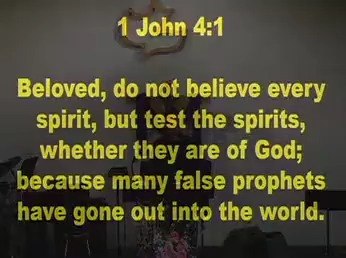 1 John 4:1
Beloved, do not believe every
spirit, but test the spirits,
whether they are of God;
because many false prophets
have gone out into the world.